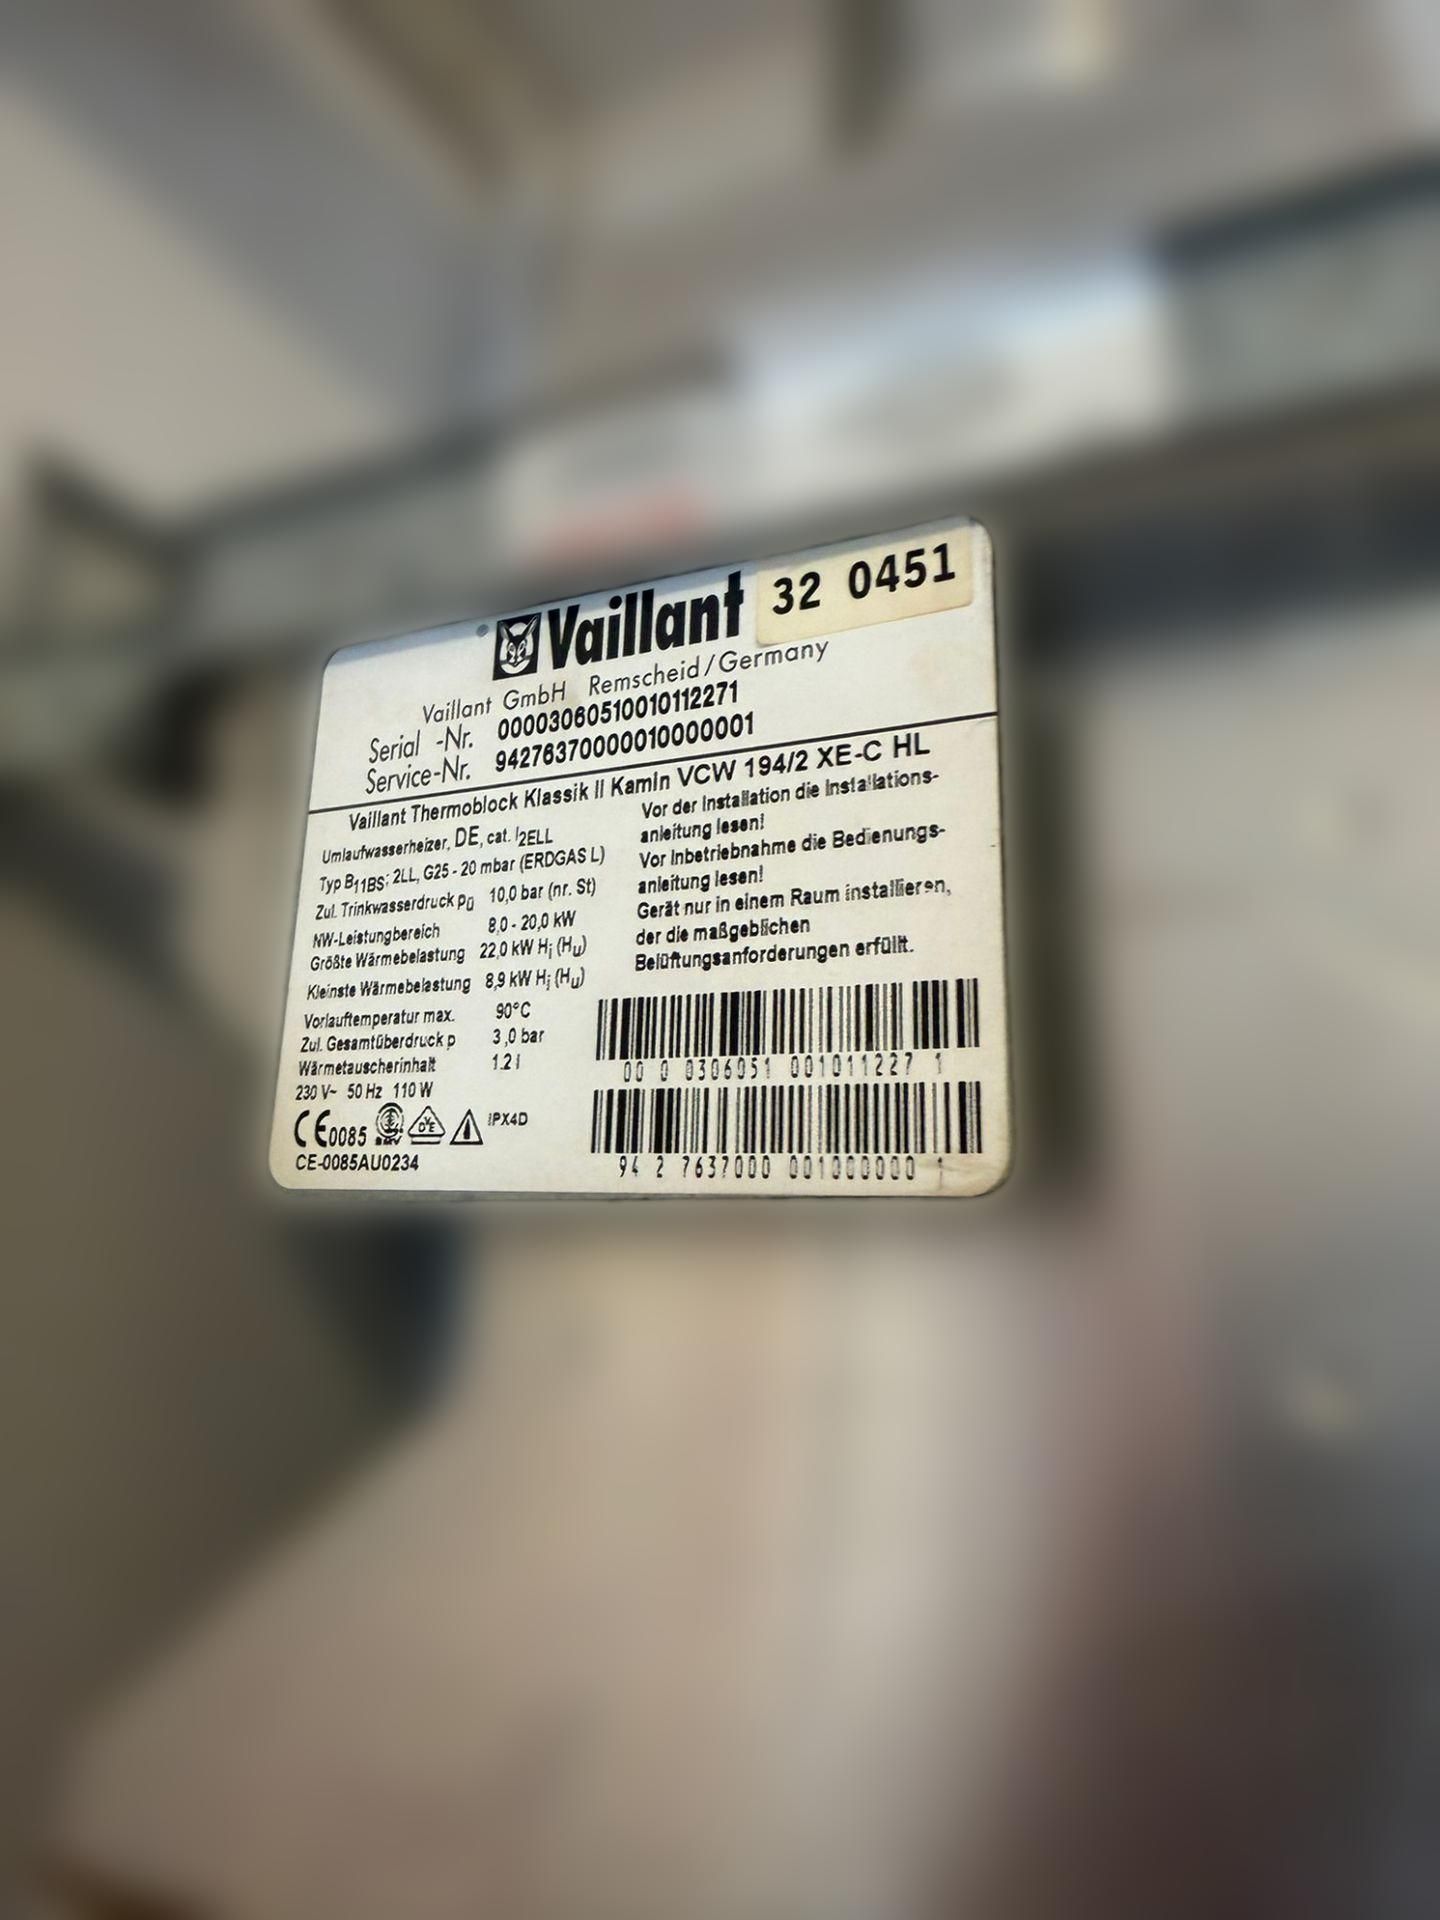 Vaillant 32 0451
Vaillant GmbH Remscheid/Germany
Serial -Nr. 00003060510010112271
Service-Nr. 94276370000010000001
Vaillant Thermoblock Klassik II Kamin VCW 194/2 XE-C HL
Umlaufwasserheizer, DE, cat. I2ELL
Typ B11BS; 2LL, G25 - 20 mbar (ERDGAS L)
Zul. Trinkwasserdruck pü 10,0 bar (nr. St)
NW-Leistungbereich 8,0 - 20,0 kW
Größte Wärmebelastung 22,0 kW Hi (Hu)
Kleinste Wärmebelastung 8,9 kW Hi (Hu)
Vorlauftemperatur max. 90°C
Zul. Gesamtüberdruck p 3,0 bar
Wärmetauscherinhalt 1.2 l
230 V~ 50 Hz 110 W
CE 0085 DVE IPX4D
CE-0085AU0234
Vor der Installation die Installations-
anleitung lesen!
Vor Inbetriebnahme die Bedienungs-
anleitung lesen!
Gerät nur in einem Raum installieren,
der die maßgeblichen
Belüftungsanforderungen erfüllt.
00 0 0306051 001011227 1
94 2 7637000 001000000 1